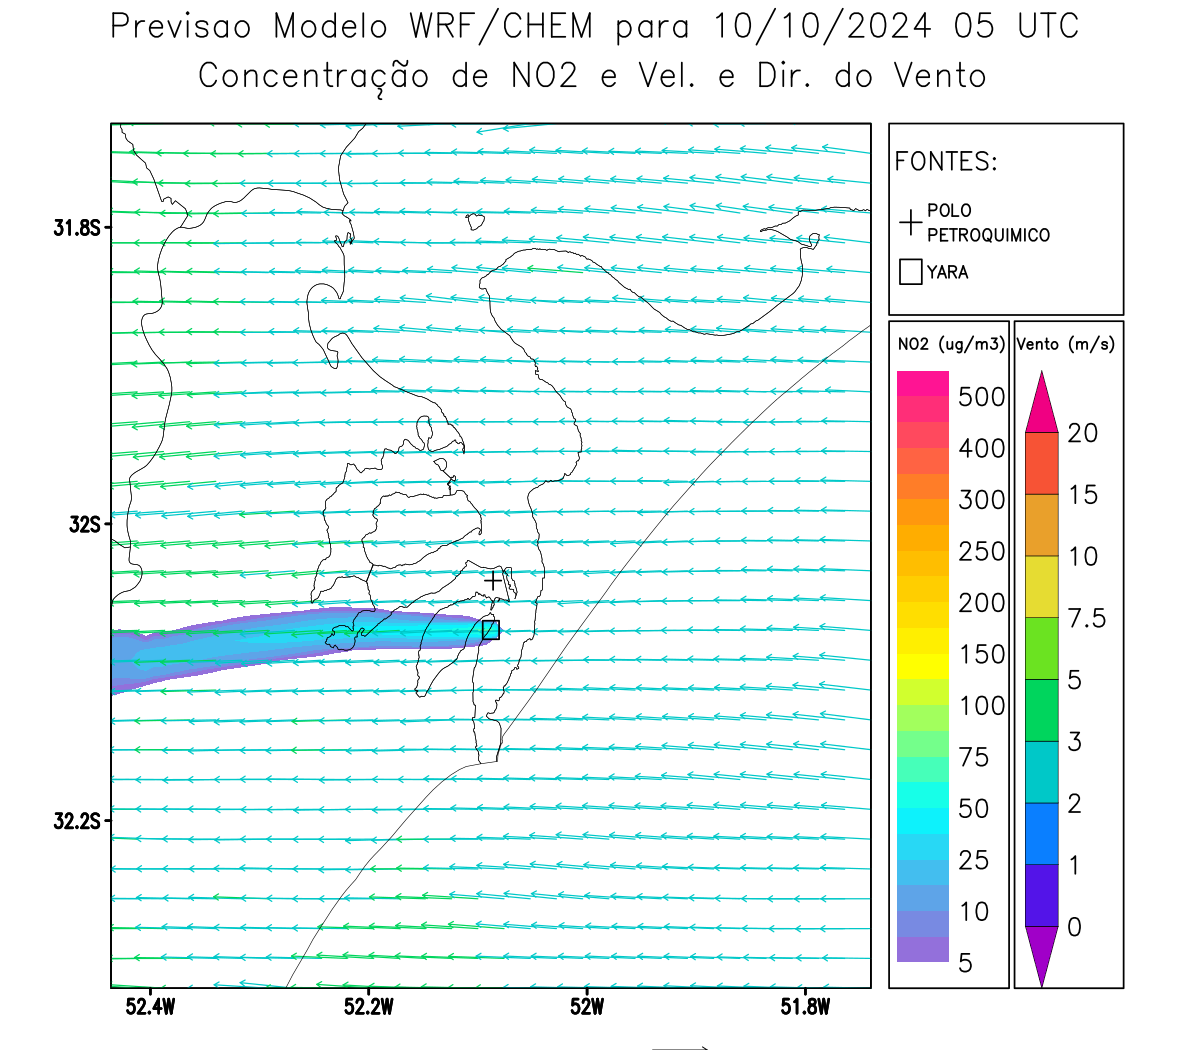 Previsao Modelo WRF/CHEM para 10/10/2024 05 UTC
Concentração de NO2 e Vel. e Dir. do Vento
FONTES:
POLO
PETROQUIMICO
YARA
31.8S
32S
32.2S
52.4W
52.2W
52W
51.8W
NO2 (ug/m3)
500
400
300
250
200
150
100
75
50
25
10
5
Vento (m/s)
20
15
10
7.5
5
3
2
1
0